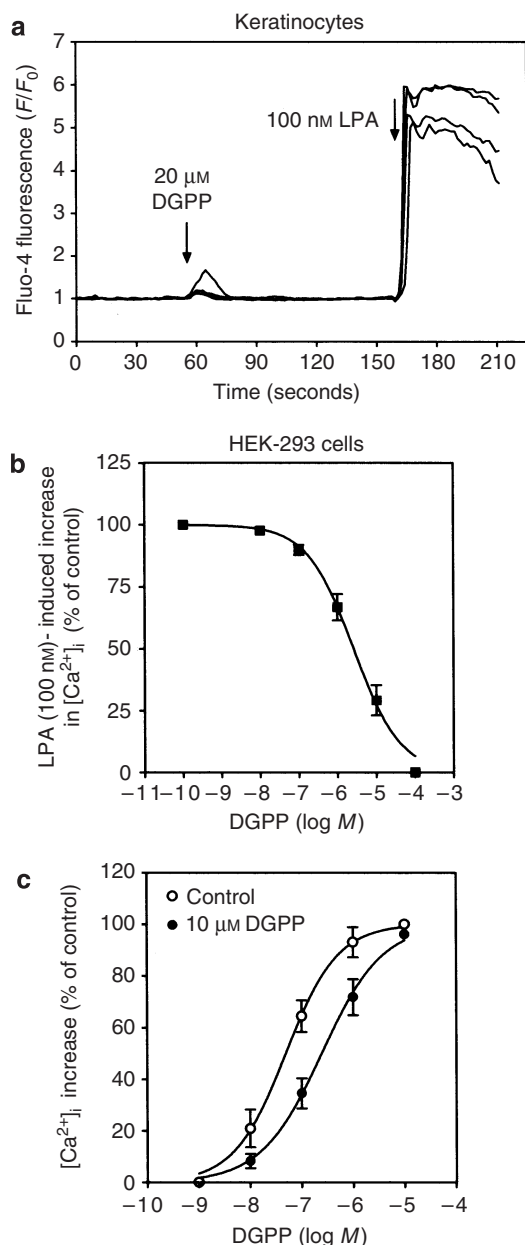 a
Keratinocytes
Fluo-4 fluorescence (F/F0)
7
6
5
4
3
2
1
0
20 µM
DGPP
100 nM LPA
0 30 60 90 120 150 180 210
Time (seconds)
b
HEK-293 cells
LPA (100 nM)- induced increase
in [Ca2+]i (% of control)
125
100
75
50
25
0
−11 −10 −9 −8 −7 −6 −5 −4 −3
DGPP (log M)
c
[Ca2+]i increase (% of control)
120
100
80
60
40
20
0
Control
10 µM DGPP
−10 −9 −8 −7 −6 −5 −4
DGPP (log M)